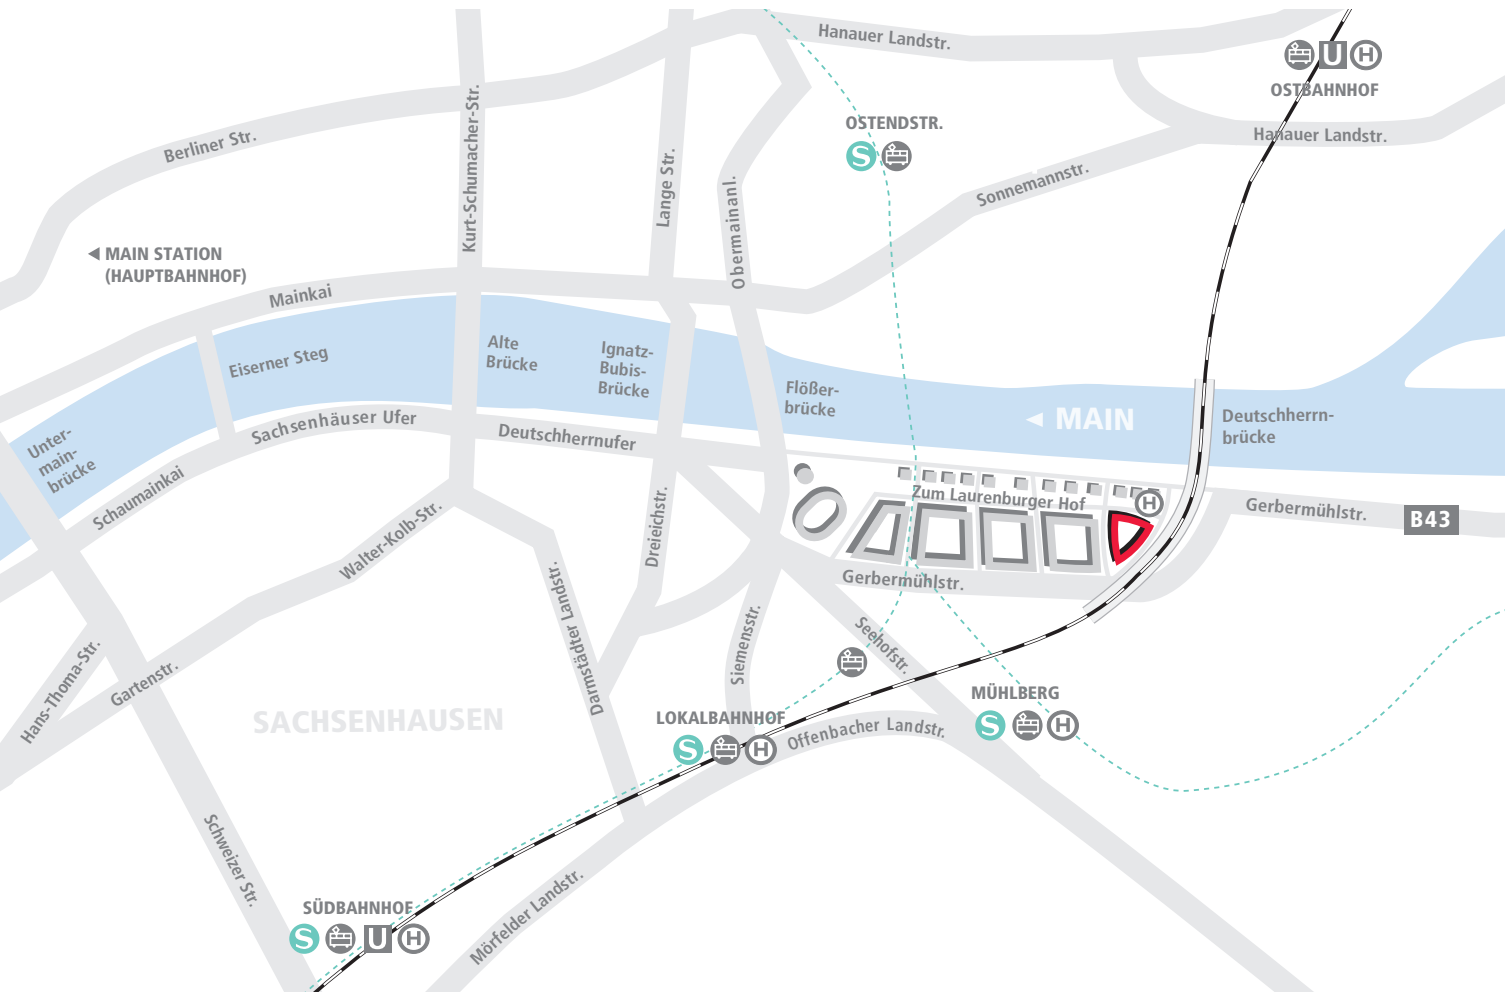 Hanauer Landstr.
U
H
OSTBAHNHOF
OSTENDSTR.
S
Hanauer Landstr.
Berliner Str.
Kurt-Schumacher-Str.
Lange Str.
Obermainanl.
Sonnemannstr.
MAIN STATION
(HAUPTBAHNHOF)
Mainkai
Eiserner Steg
Alte
Brücke
Ignatz-
Bubis-
Brücke
Flößer-
brücke
MAIN
Deutschherrn-
brücke
Unter-
main-
brücke
Sachsenhäuser Ufer
Deutschherrnufer
Schaumainkai
Zum Laurenburger Hof
H
Gerbermühlstr.
B43
Walter-Kolb-Str.
Dreieichstr.
Gerbermühlstr.
Darmstädter Landstr.
Siemensstr.
Seehofstr.
Hans-Thoma-Str.
Gartenstr.
SACHSENHAUSEN
LOKALBAHNHOF
S
H
Offenbacher Landstr.
MÜHLBERG
S
H
Schweizer Str.
SÜDBAHNHOF
S
U
H
Mörfelder Landstr.